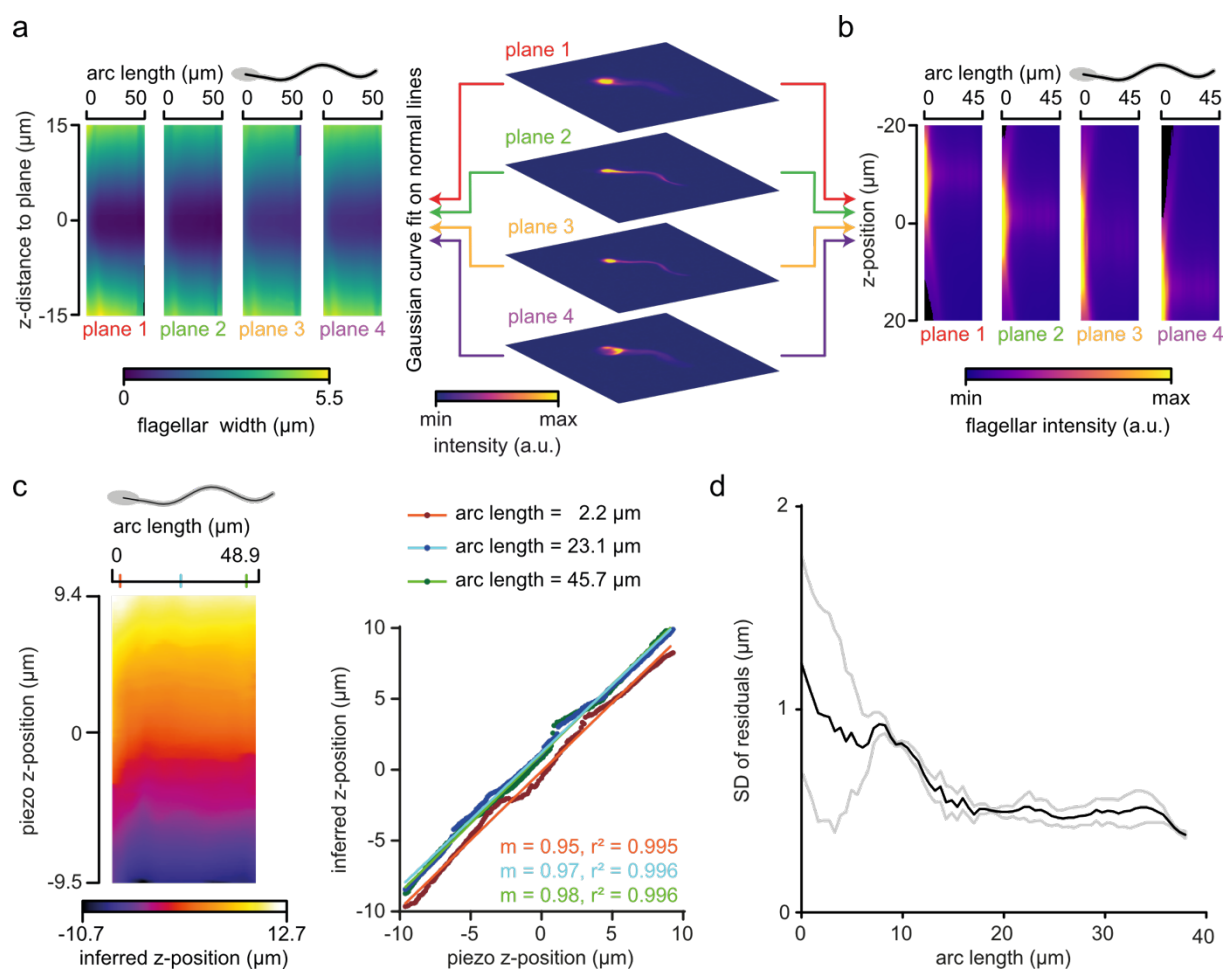 a
arc length (µm)
0 50 0 50 0 50 0 50
15
0
-15
z-distance to plane (µm)
plane 1 plane 2 plane 3 plane 4
0 5.5
flagellar width (µm)
Gaussian curve fit on normal lines
plane 1
plane 2
plane 3
plane 4
min max
intensity (a.u.)
b
arc length (µm)
0 45 0 45 0 45 0 45
-20
0
20
z-position (µm)
plane 1 plane 2 plane 3 plane 4
min max
flagellar intensity (a.u.)
c
arc length (µm)
0 48.9
9.4
0
-9.5
piezo z-position (µm)
-10.7 12.7
inferred z-position (µm)
arc length = 2.2 µm
arc length = 23.1 µm
arc length = 45.7 µm
10
5
0
-5
-10
inferred z-position (µm)
m = 0.95, r² = 0.995
m = 0.97, r² = 0.996
m = 0.98, r² = 0.996
-10 -5 0 5 10
piezo z-position (µm)
d
2
1
0
SD of residuals (µm)
0 10 20 30 40
arc length (µm)